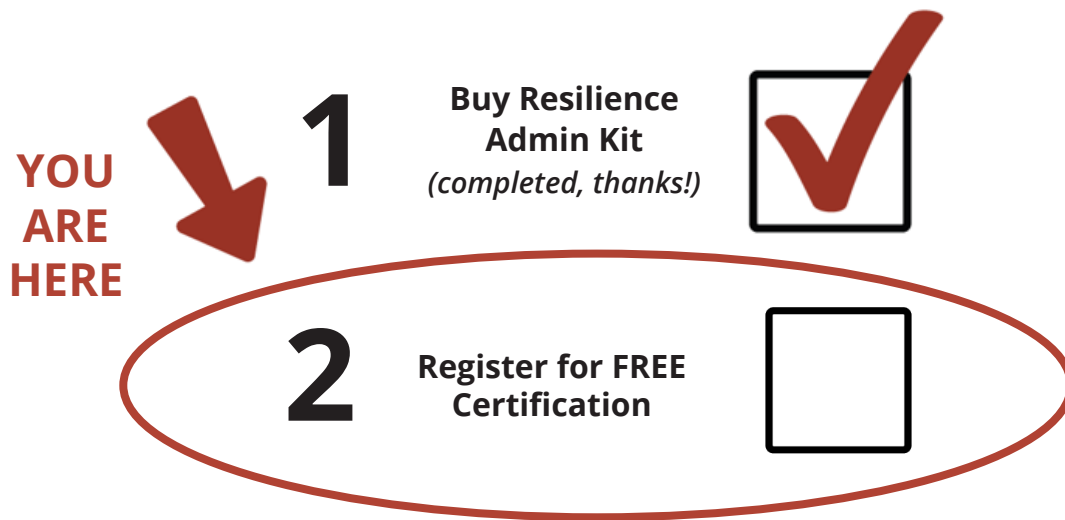 YOU
ARE
HERE
1
Buy Resilience
Admin Kit
(completed, thanks!)
2
Register for FREE
Certification